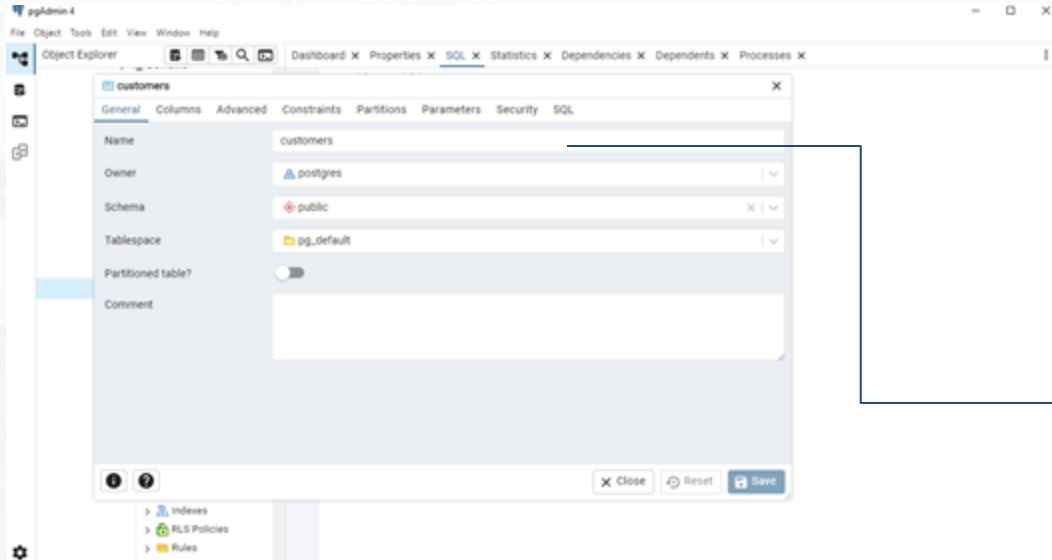 pgAdmin 4
File Object Tools Edit View Window Help
Object Explorer
Dashboard Properties SQL Statistics Dependencies Dependents Processes
customers
General Columns Advanced Constraints Partitions Parameters Security SQL
Name customers
Owner postgres
Schema public
Tablespace pg_default
Partitioned table?
Comment
Close Reset Save
Indexes
RLS Policies
Rules